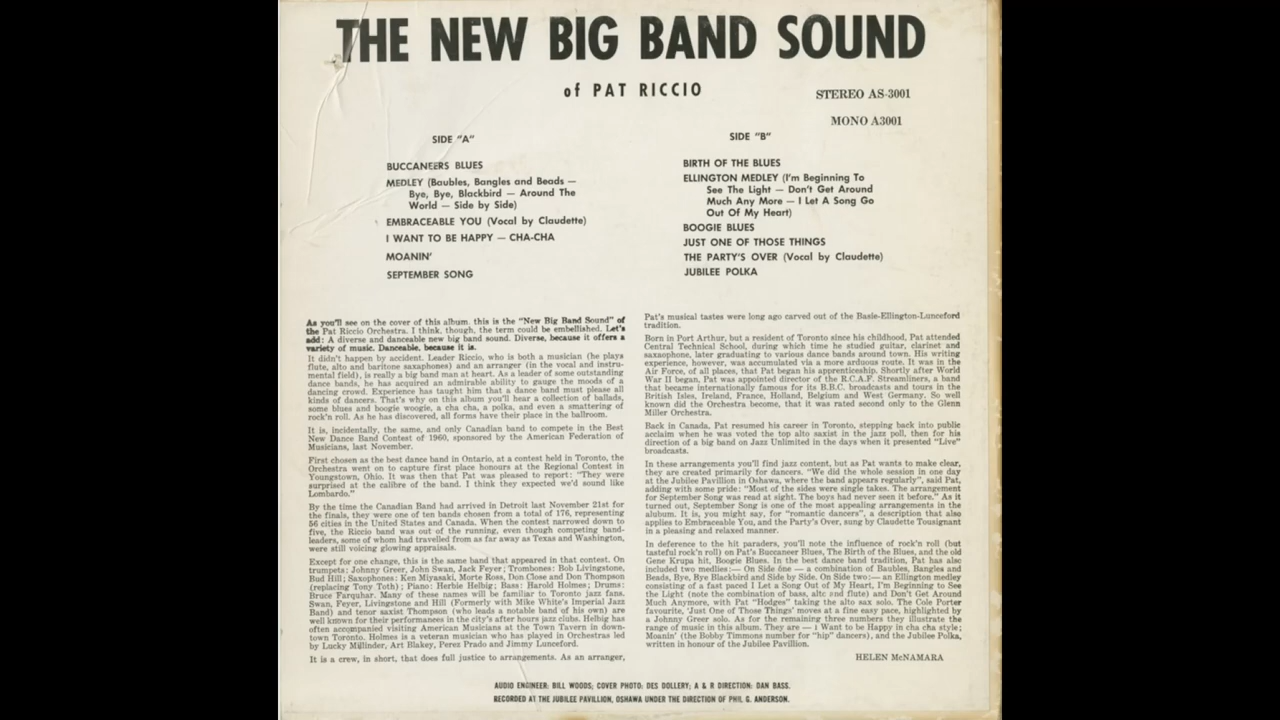 THE NEW BIG BAND SOUND
of PAT RICCIO
STEREO AS-3001
MONO A3001
SIDE "A"
BUCCANEERS BLUES
MEDLEY (Baubles, Bangles and Beads —
Bye, Bye, Blackbird — Around The
World — Side by Side)
EMBRACEABLE YOU (Vocal by Claudette)
I WANT TO BE HAPPY — CHA-CHA
MOANIN'
SEPTEMBER SONG
SIDE "B"
BIRTH OF THE BLUES
ELLINGTON MEDLEY (I'm Beginning To
See The Light — Don't Get Around
Much Any More — I Let A Song Go
Out Of My Heart)
BOOGIE BLUES
JUST ONE OF THOSE THINGS
THE PARTY'S OVER (Vocal by Claudette)
JUBILEE POLKA
As you'll see on the cover of this album this is the "New Big Band Sound" of
the Pat Riccio Orchestra. I think, though, the term could be embellished. Let's
add: A diverse and danceable new big band sound. Diverse, because it offers a
variety of music. Danceable, because it is.
It didn't happen by accident. Leader Riccio, who is both a musician (he plays
flute, alto and baritone saxophones) and an arranger (in the vocal and instru-
mental field), is really a big band man at heart. As a leader of some outstanding
dance bands, he has acquired an admirable ability to gauge the moods of a
dancing crowd. Experience has taught him that a dance band must please all
kinds of dancers. That's why on this album you'll hear a collection of ballads,
some blues and boogie woogie, a cha cha, a polka, and even a smattering of
rock'n roll. As he has discovered, all forms have their place in the ballroom.
It is, incidentally, the same, and only Canadian band to compete in the Best
New Dance Band Contest of 1960, sponsored by the American Federation of
Musicians, last November.
First chosen as the best dance band in Ontario, at a contest held in Toronto, the
Orchestra went on to capture first place honours at the Regional Contest in
Youngstown, Ohio. It was then that Pat was pleased to report: "They were
surprised at the calibre of the band. I think they expected we'd sound like
Lombardo."
By the time the Canadian Band had arrived in Detroit last November 21st for
the finals, they were one of ten bands chosen from a total of 176, representing
56 cities in the United States and Canada. When the contest narrowed down to
five, the Riccio band was out of the running, even though competing band-
leaders, some of whom had travelled from as far away as Texas and Washington,
were still voicing glowing appraisals.
Except for one change, this is the same band that appeared in that contest. On
trumpets: Johnny Greer, John Swan, Jack Feyer; Trombones: Bob Livingstone,
Bud Hill; Saxophones: Ken Miyasaki, Morte Ross, Don Close and Don Thompson
(replacing Tony Toth); Piano: Herbie Helbig; Bass: Harold Holmes; Drums:
Bruce Farquhar. Many of these names will be familiar to Toronto jazz fans.
Swan, Feyer, Livingstone and Hill (Formerly with Mike White's Imperial Jazz
Band) and tenor saxist Thompson (who leads a notable band of his own) are
well known for their performances in the city's after hours jazz clubs. Helbig has
often accompanied visiting American Musicians at the Town Tavern in down-
town Toronto. Holmes is a veteran musician who has played in Orchestras led
by Lucky Millinder, Art Blakey, Perez Prado and Jimmy Lunceford.
It is a crew, in short, that does full justice to arrangements. As an arranger,
Pat's musical tastes were long ago carved out of the Basie-Ellington-Lunceford
tradition.
Born in Port Arthur, but a resident of Toronto since his childhood, Pat attended
Central Technical School, during which time he studied guitar, clarinet and
saxophone, later graduating to various dance bands around town. His writing
experience, however, was accumulated via a more arduous route. It was in the
Air Force, of all places, that Pat began his apprenticeship. Shortly after World
War II began, Pat was appointed director of the R.C.A.F. Streamliners, a band
that became internationally famous for its B.B.C. broadcasts and tours in the
British Isles, Ireland, France, Holland, Belgium and West Germany. So well
known did the Orchestra become, that it was rated second only to the Glenn
Miller Orchestra.
Back in Canada, Pat resumed his career in Toronto, stepping back into public
acclaim when he was voted the top alto saxist in the jazz poll, then for his
direction of a big band on Jazz Unlimited in the days when it presented "Live"
broadcasts.
In these arrangements you'll find jazz content, but as Pat wants to make clear,
they are created primarily for dancers. "We did the whole session in one day
at the Jubilee Pavillion in Oshawa, where the band appears regularly", said Pat,
adding with some pride: "Most of the sides were single takes. The arrangement
for September Song was read at sight. The boys had never seen it before." As it
turned out, September Song is one of the most appealing arrangements in the
alubum. It is, you might say, for "romantic dancers", a description that also
applies to Embraceable You, and the Party's Over, sung by Claudette Tousignant
in a pleasing and relaxed manner.
In deference to the hit paraders, you'll note the influence of rock'n roll (but
tasteful rock'n roll) on Pat's Buccaneer Blues, The Birth of the Blues, and the old
Gene Krupa hit, Boogie Blues. In the best dance band tradition, Pat has also
included two medlies:— On Side one — a combination of Baubles, Bangles and
Beads, Bye, Bye Blackbird and Side by Side. On Side two:— an Ellington medley
consisting of a fast paced I Let a Song Out of My Heart, I'm Beginning to See
the Light (note the combination of bass, alto and flute) and Don't Get Around
Much Anymore, with Pat "Hodges" taking the alto sax solo. The Cole Porter
favourite, 'Just One of Those Things' moves at a fine easy pace, highlighted by
a Johnny Greer solo. As for the remaining three numbers they illustrate the
range of music in this album. They are — I Want to be Happy in cha cha style;
Moanin' (the Bobby Timmons number for "hip" dancers), and the Jubilee Polka,
written in honour of the Jubilee Pavillion.
HELEN McNAMARA
AUDIO ENGINEER: BILL WOODS; COVER PHOTO: DES DOLLERY; A & R DIRECTION: DAN BASS.
RECORDED AT THE JUBILEE PAVILLION, OSHAWA UNDER THE DIRECTION OF PHIL G. ANDERSON.